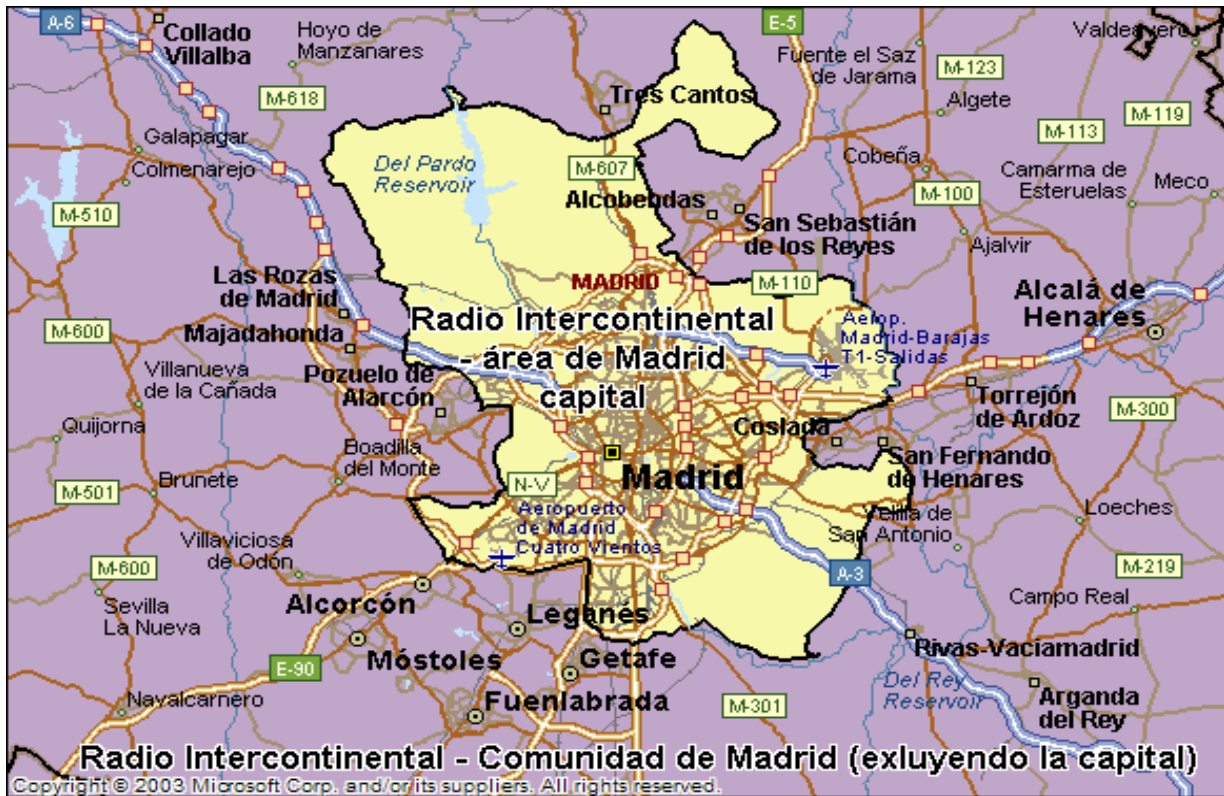 A-6
Collado
Villalba
Hoyo de
Manzanares
E-5
Fuente el Saz
de Jarama
Valdeavero
M-123
M-618
Tres Cantos
Algete
M-119
M-113
Galapagar
Colmenarejo
Del Pardo
Reservoir
M-607
Cobeña
Camarma de
Esteruelas
Meco
M-100
Alcobendas
M-510
San Sebastián
de los Reyes
Ajalvir
Las Rozas
de Madrid
MADRID
M-110
Alcalá de
Henares
M-600
Majadahonda
Radio Intercontinental
- área de Madrid
capital
Aerop.
Madrid-Barajas
T1-Salidas
Villanueva
de la Cañada
Pozuelo de
Alarcón
Torrejón
de Ardoz
M-300
Quijorna
Boadilla
del Monte
Coslada
San Fernando
de Henares
Madrid
M-501
Brunete
N-V
Aeropuerto
de Madrid
Cuatro Vientos
Velilla de
San Antonio
Loeches
Villaviciosa
de Odón
M-600
A-3
M-219
Sevilla
La Nueva
Alcorcón
Leganés
Campo Real
Móstoles
Getafe
Rivas-Vaciamadrid
E-90
Navalcarnero
Fuenlabrada
M-301
Del Rey
Reservoir
Arganda
del Rey
Radio Intercontinental - Comunidad de Madrid (exluyendo la capital)
Copyright © 2003 Microsoft Corp. and/or its suppliers. All rights reserved.